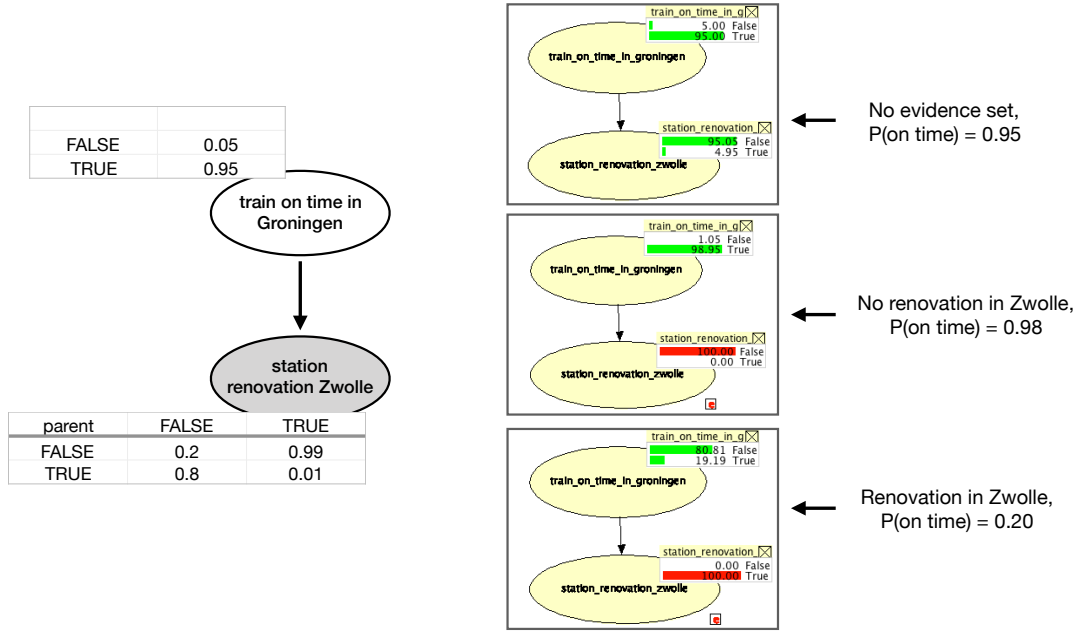 FALSE 0.05
TRUE 0.95
train on time in
Groningen
station
renovation Zwolle
parent FALSE TRUE
FALSE 0.2 0.99
TRUE 0.8 0.01
train_on_time_in_g
5.00 False
95.00 True
train_on_time_in_groningen
station_renovation_
95.05 False
4.95 True
station_renovation_zwolle
No evidence set,
P(on time) = 0.95
train_on_time_in_g
1.05 False
98.95 True
train_on_time_in_groningen
station_renovation_
100.00 False
0.00 True
station_renovation_zwolle
e
No renovation in Zwolle,
P(on time) = 0.98
train_on_time_in_g
80.81 False
19.19 True
train_on_time_in_groningen
station_renovation_
0.00 False
100.00 True
station_renovation_zwolle
e
Renovation in Zwolle,
P(on time) = 0.20